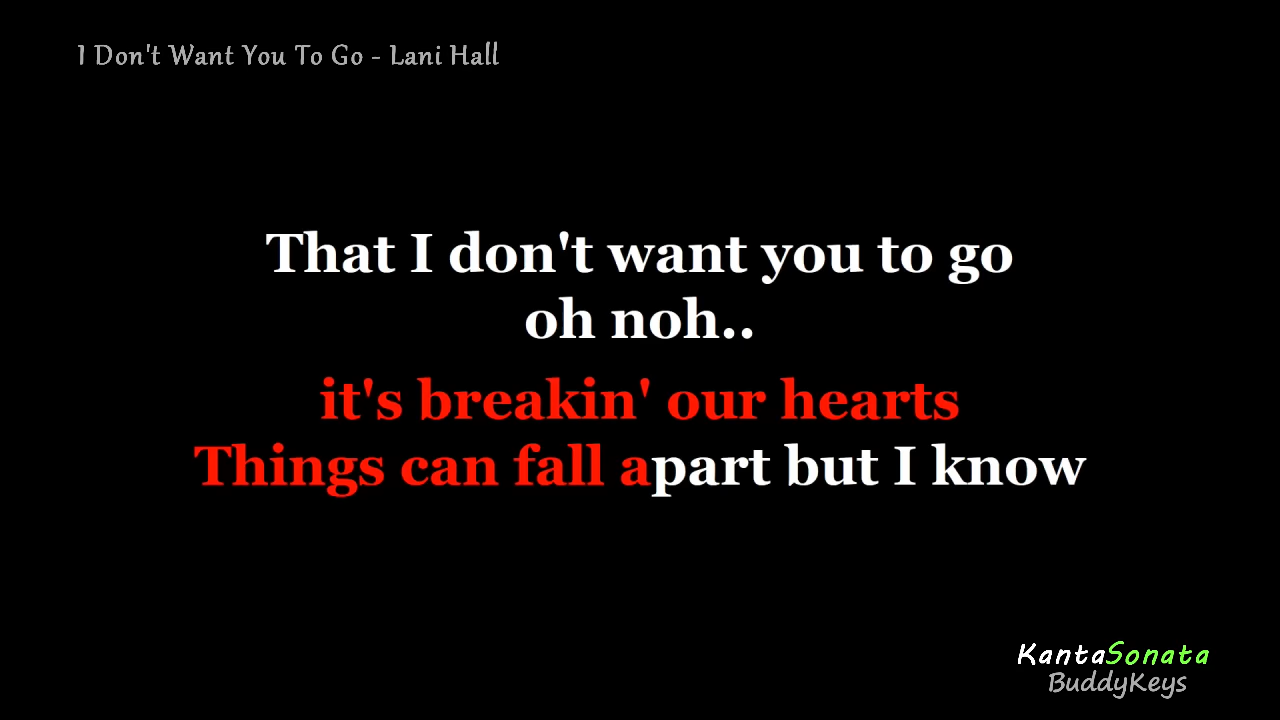 I Don't Want You To Go - Lani Hall
That I don't want you to go
oh noh..
it's breakin' our hearts
Things can fall apart but I know
KantaSonata
BuddyKeys